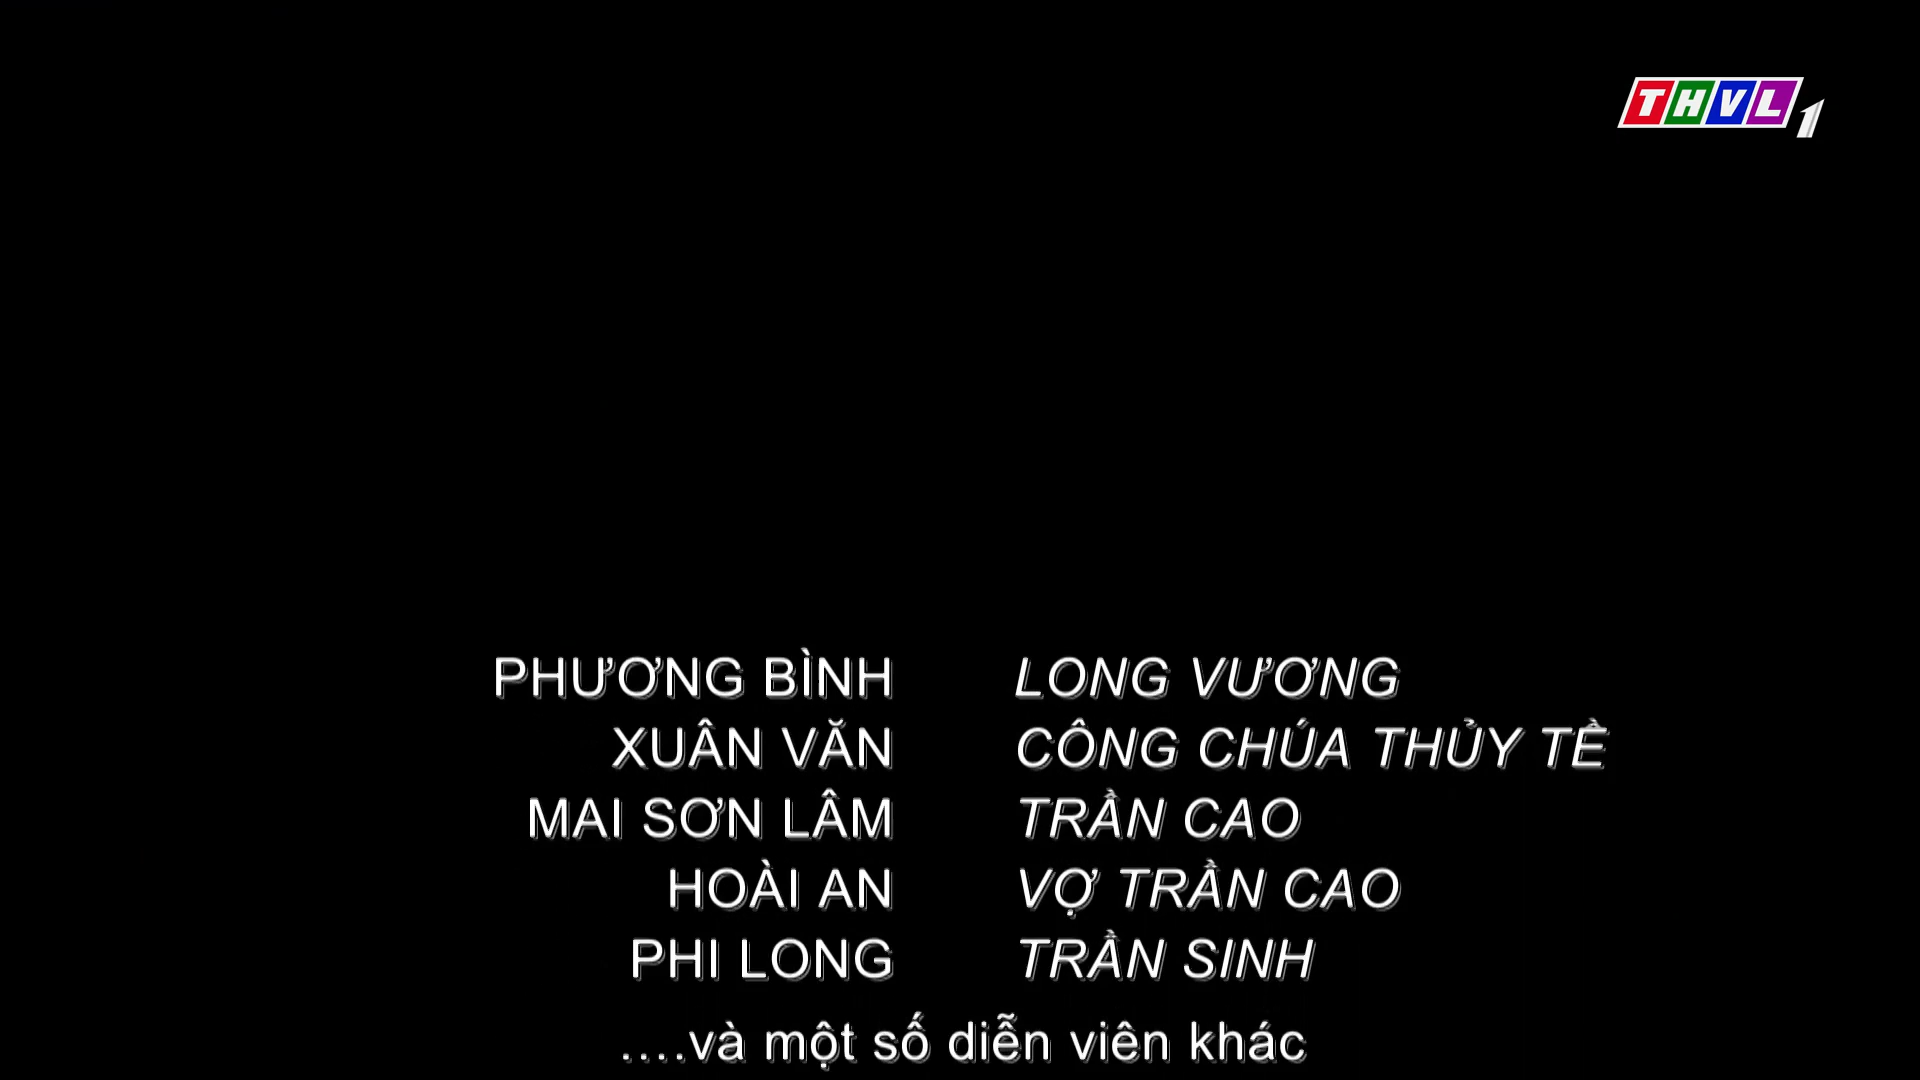 THVL1
PHƯƠNG BÌNH LONG VƯƠNG
XUÂN VĂN CÔNG CHÚA THỦY TỀ
MAI SƠN LÂM TRẦN CAO
HOÀI AN VỢ TRẦN CAO
PHI LONG TRẦN SINH
....và một số diễn viên khác